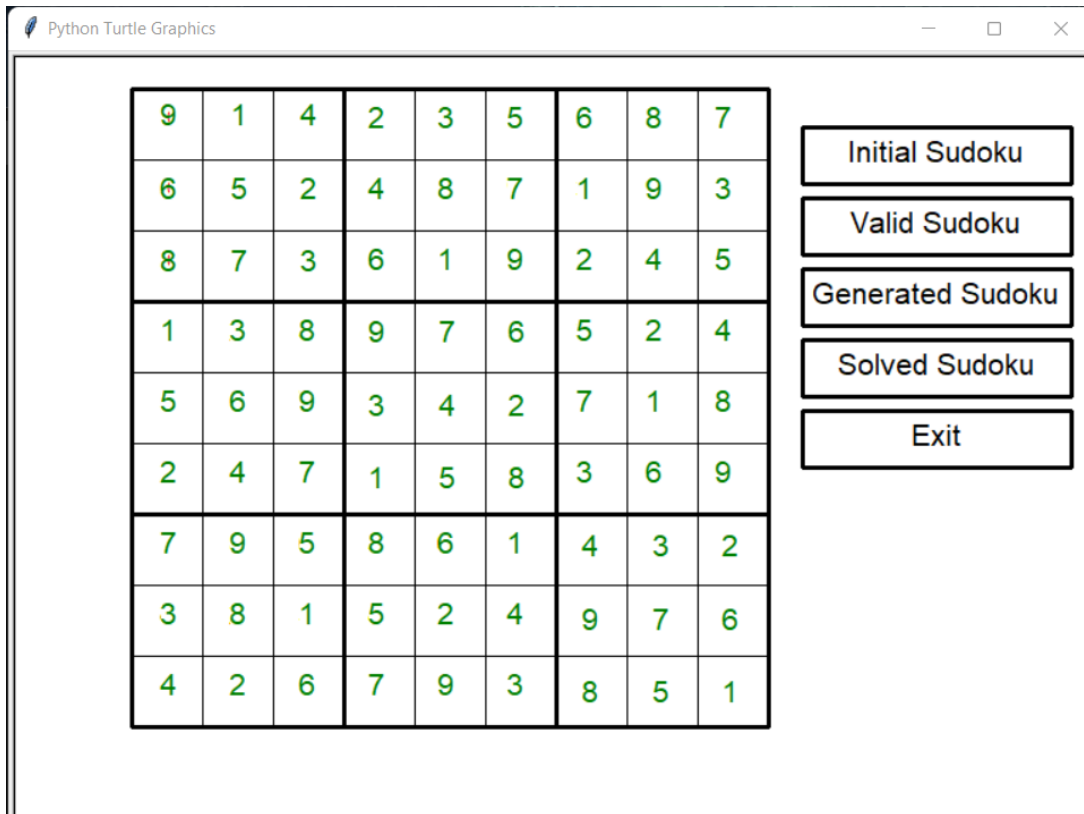 Python Turtle Graphics
9 1 4 2 3 5 6 8 7
6 5 2 4 8 7 1 9 3
8 7 3 6 1 9 2 4 5
1 3 8 9 7 6 5 2 4
5 6 9 3 4 2 7 1 8
2 4 7 1 5 8 3 6 9
7 9 5 8 6 1 4 3 2
3 8 1 5 2 4 9 7 6
4 2 6 7 9 3 8 5 1
Initial Sudoku
Valid Sudoku
Generated Sudoku
Solved Sudoku
Exit